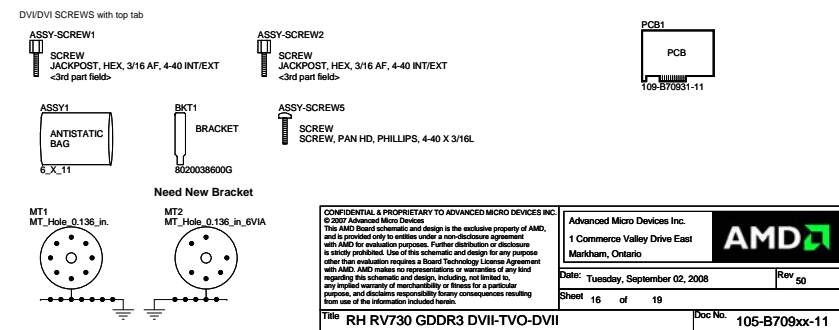 DVI/DVI SCREWS with top tab
ASSY-SCREW1
SCREW
JACKPOST, HEX, 3/16 AF, 4-40 INT/EXT
<3rd part field>
ASSY-SCREW2
SCREW
JACKPOST, HEX, 3/16 AF, 4-40 INT/EXT
<3rd part field>
PCB1
PCB
109-B70931-11
ASSY1
ANTISTATIC
BAG
6_X_11
BKT1
BRACKET
8020038600G
ASSY-SCREW5
SCREW
SCREW, PAN HD, PHILLIPS, 4-40 X 3/16L
Need New Bracket
MT1
MT_Hole_0.136_in.
MT2
MT_Hole_0.136_in_6VIA
CONFIDENTIAL & PROPRIETARY TO ADVANCED MICRO DEVICES INC.
© 2007 Advanced Micro Devices
This AMD Board schematic and design is the exclusive property of AMD,
and is provided only to entities under a non-disclosure agreement
with AMD for evaluation purposes. Further distribution or disclosure
is strictly prohibited. Use of this schematic and design for any purpose
other than evaluation requires a Board Technology License Agreement
with AMD. AMD makes no representations or warranties of any kind
regarding this schematic and design, including, not limited to,
any implied warranty of merchantibility or fitness for a particular
purpose, and disclaims responsibility forany consequences resulting
from use of the information included herein.
Advanced Micro Devices Inc.
1 Commerce Valley Drive East
Markham, Ontario
AMD
Date: Tuesday, September 02, 2008
Rev 50
Sheet 16 of 19
Title RH RV730 GDDR3 DVII-TVO-DVII
Doc No. 105-B709xx-11